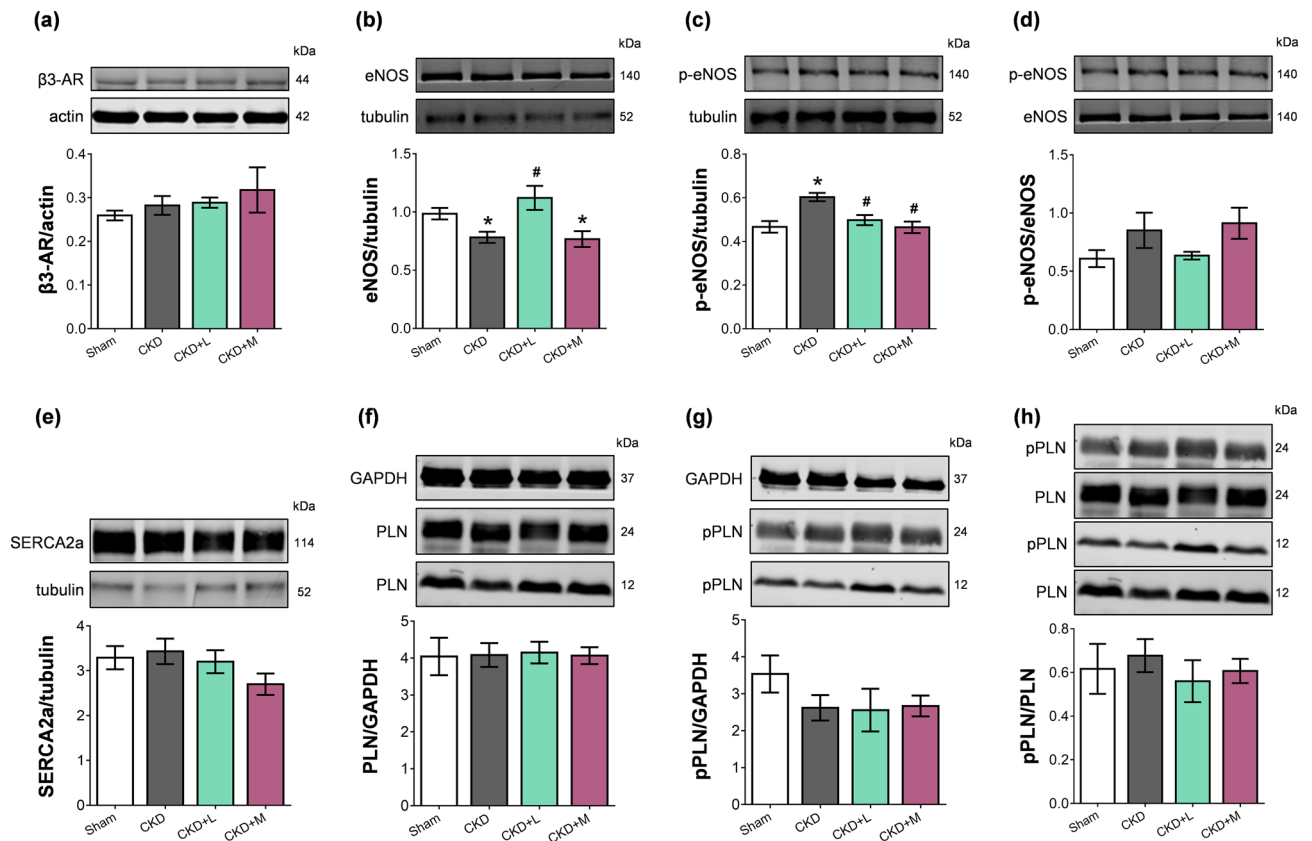 (a)
kDa
β3-AR
44
actin
42
0.4
0.3
0.2
0.1
0.0
β3-AR/actin
Sham
CKD
CKD+L
CKD+M
(b)
kDa
eNOS
140
tubulin
52
1.5
1.0
0.5
0.0
eNOS/tubulin
#
*
*
Sham
CKD
CKD+L
CKD+M
(c)
kDa
p-eNOS
140
tubulin
52
0.8
0.6
0.4
0.2
0.0
p-eNOS/tubulin
*
#
#
Sham
CKD
CKD+L
CKD+M
(d)
kDa
p-eNOS
140
eNOS
140
1.5
1.0
0.5
0.0
p-eNOS/eNOS
Sham
CKD
CKD+L
CKD+M
(e)
kDa
SERCA2a
114
tubulin
52
4
3
2
1
0
SERCA2a/tubulin
Sham
CKD
CKD+L
CKD+M
(f)
kDa
GAPDH
37
PLN
24
PLN
12
5
4
3
2
1
0
PLN/GAPDH
Sham
CKD
CKD+L
CKD+M
(g)
kDa
GAPDH
37
pPLN
24
pPLN
12
5
4
3
2
1
0
pPLN/GAPDH
Sham
CKD
CKD+L
CKD+M
(h)
kDa
pPLN
24
PLN
24
pPLN
12
PLN
12
0.8
0.6
0.4
0.2
0.0
pPLN/PLN
Sham
CKD
CKD+L
CKD+M